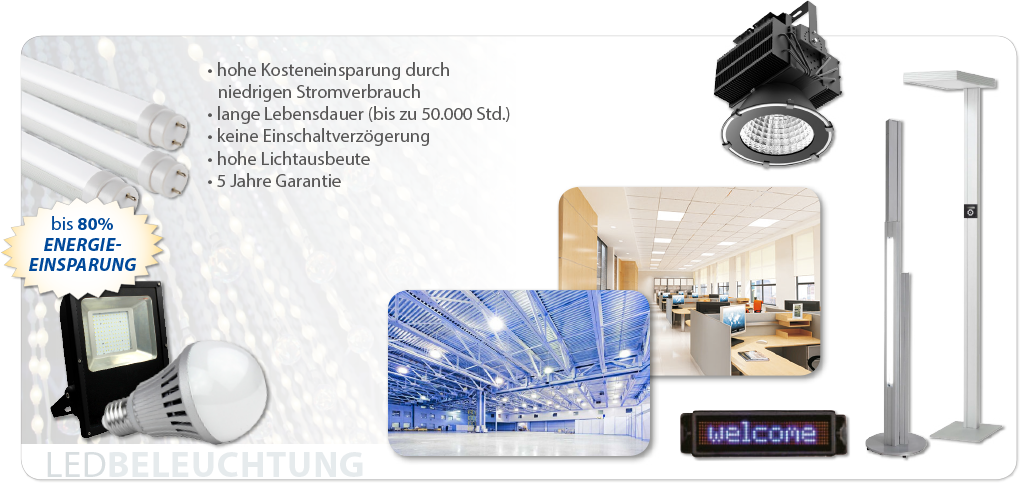 • hohe Kosteneinsparung durch
niedrigen Stromverbrauch
• lange Lebensdauer (bis zu 50.000 Std.)
• keine Einschaltverzögerung
• hohe Lichtausbeute
• 5 Jahre Garantie
bis 80%
ENERGIE-
EINSPARUNG
welcome
LEDBELEUCHTUNG